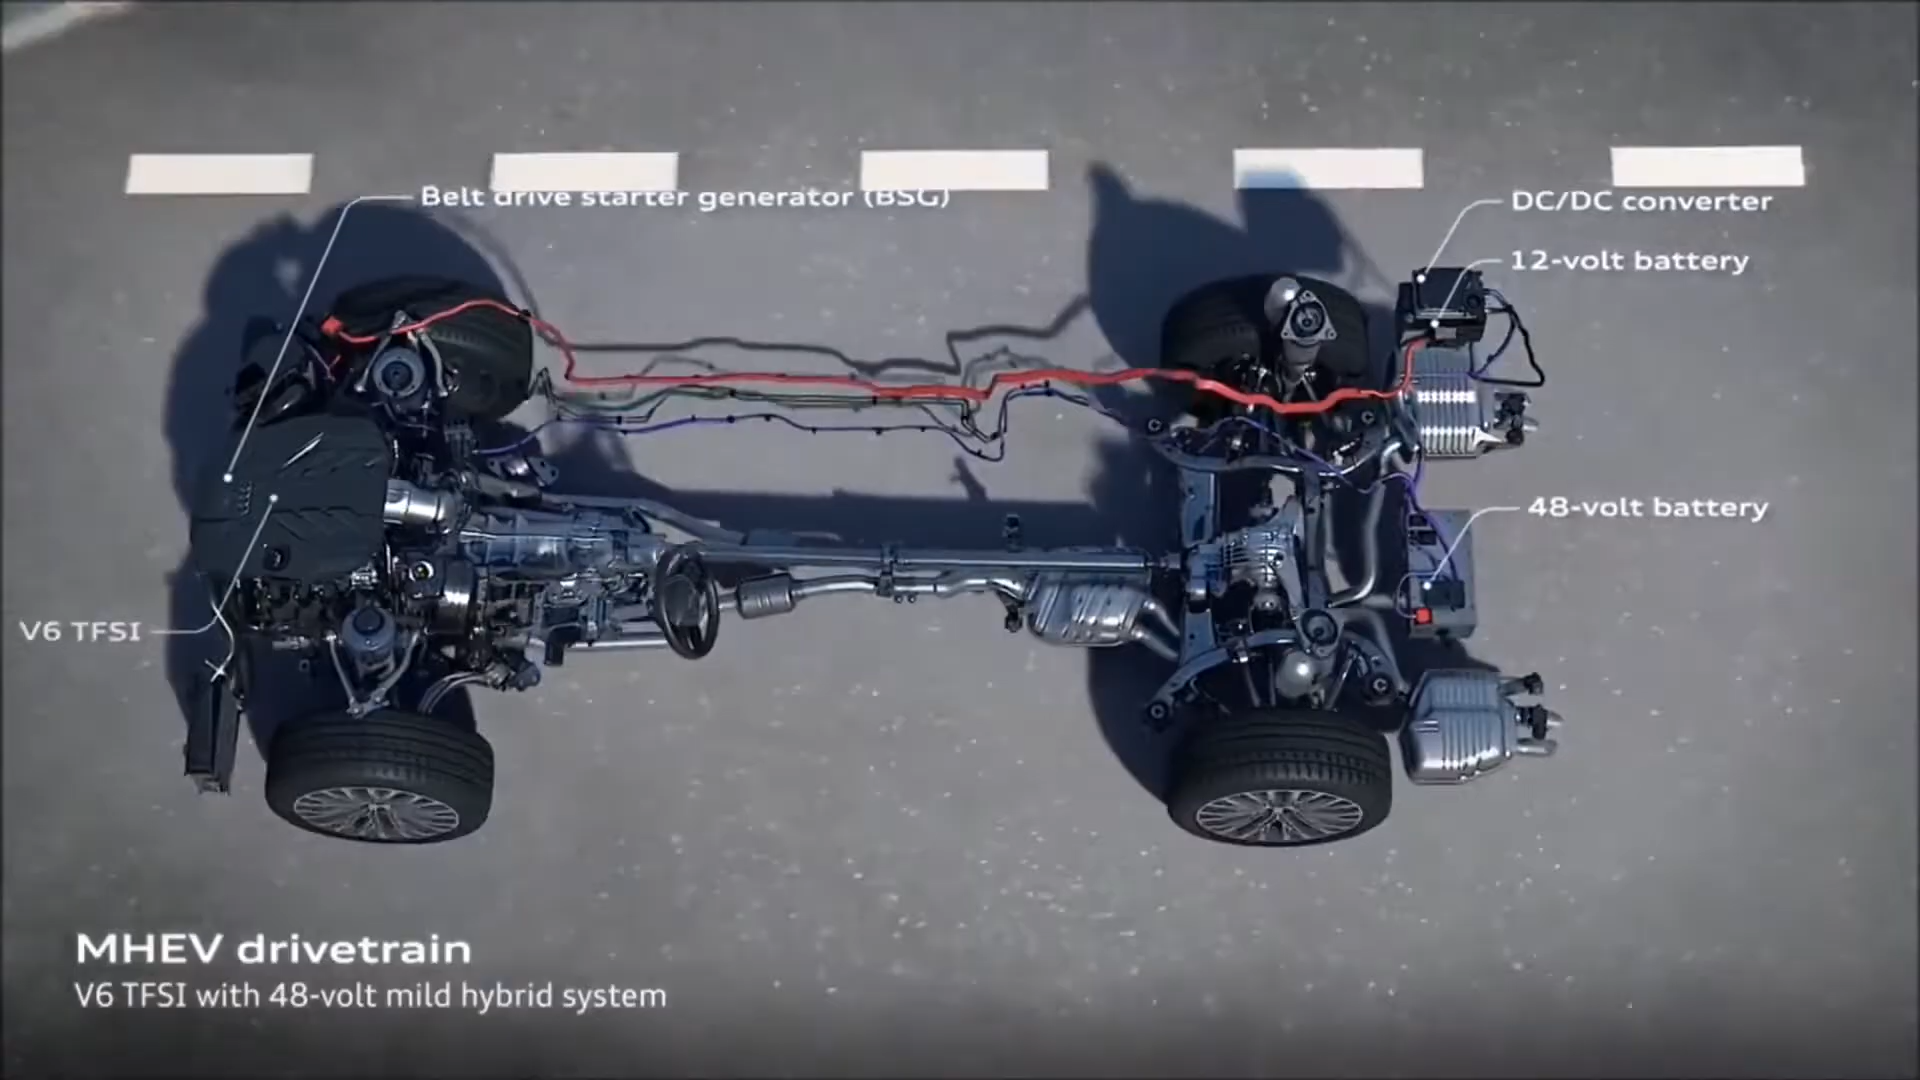 Belt drive starter generator (BSG)
DC/DC converter
12-volt battery
48-volt battery
V6 TFSI
MHEV drivetrain
V6 TFSI with 48-volt mild hybrid system